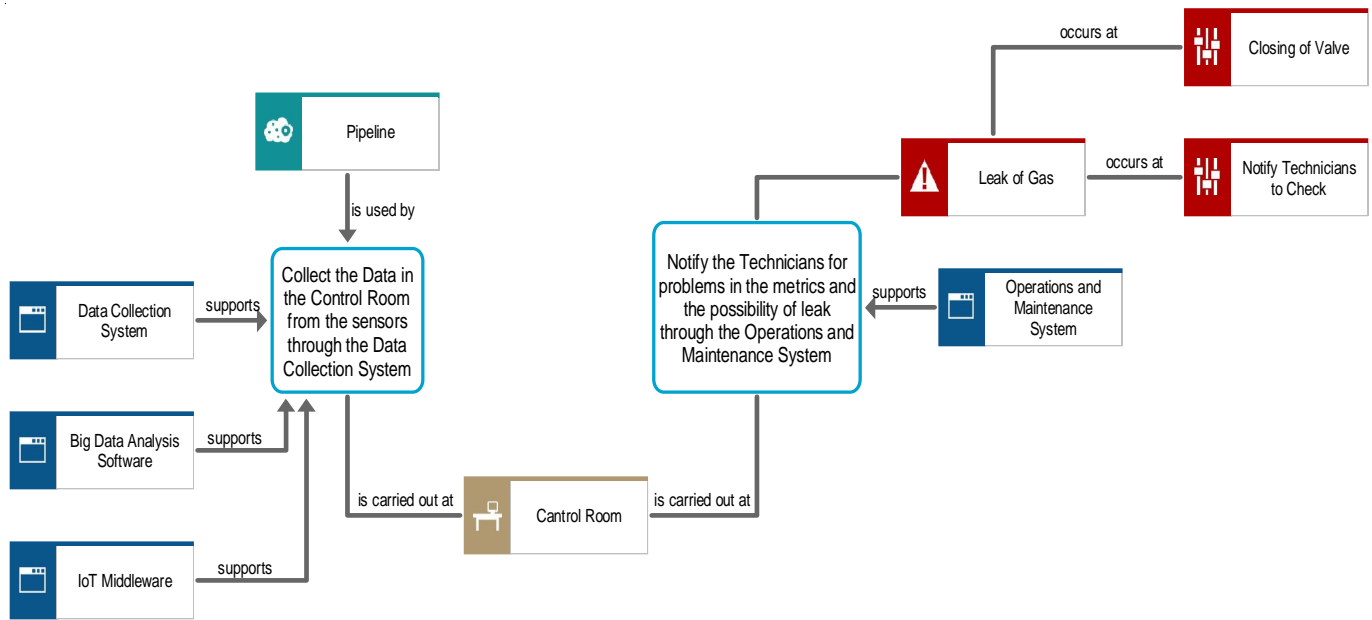 occurs at
Closing of Valve
Pipeline
occurs at
Leak of Gas
Notify Technicians
to Check
is used by
Collect the Data in
the Control Room
from the sensors
through the Data
Collection System
Notify the Technicians for
problems in the metrics and
the possibility of leak
through the Operations and
Maintenance System
supports
Operations and
Maintenance
System
Data Collection
System
supports
Big Data Analysis
Software
supports
is carried out at
Cantrol Room
is carried out at
IoT Middleware
supports